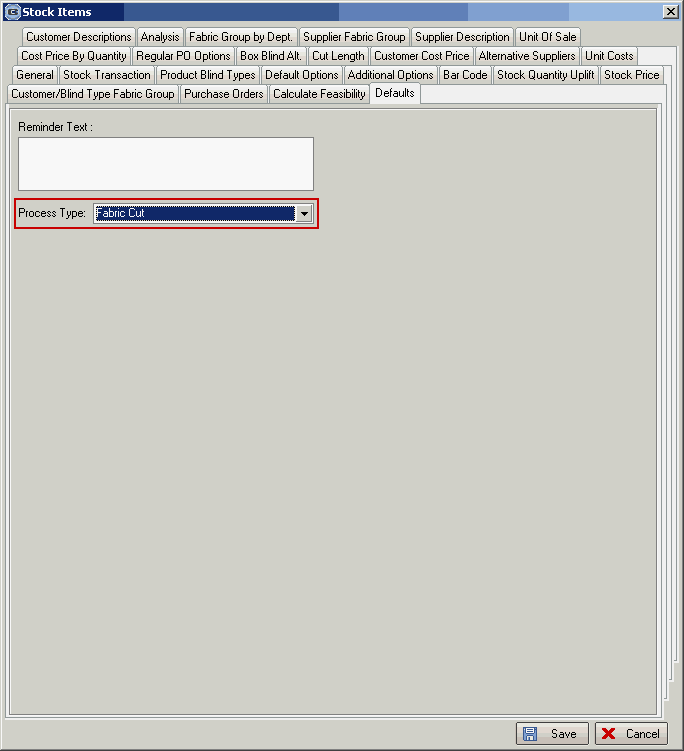 Stock Items
Customer Descriptions Analysis Fabric Group by Dept. Supplier Fabric Group Supplier Description Unit Of Sale
Cost Price By Quantity Regular PO Options Box Blind Alt. Cut Length Customer Cost Price Alternative Suppliers Unit Costs
General Stock Transaction Product Blind Types Default Options Additional Options Bar Code Stock Quantity Uplift Stock Price
Customer/Blind Type Fabric Group Purchase Orders Calculate Feasibility Defaults
Reminder Text :
Process Type: Fabric Cut
Save Cancel